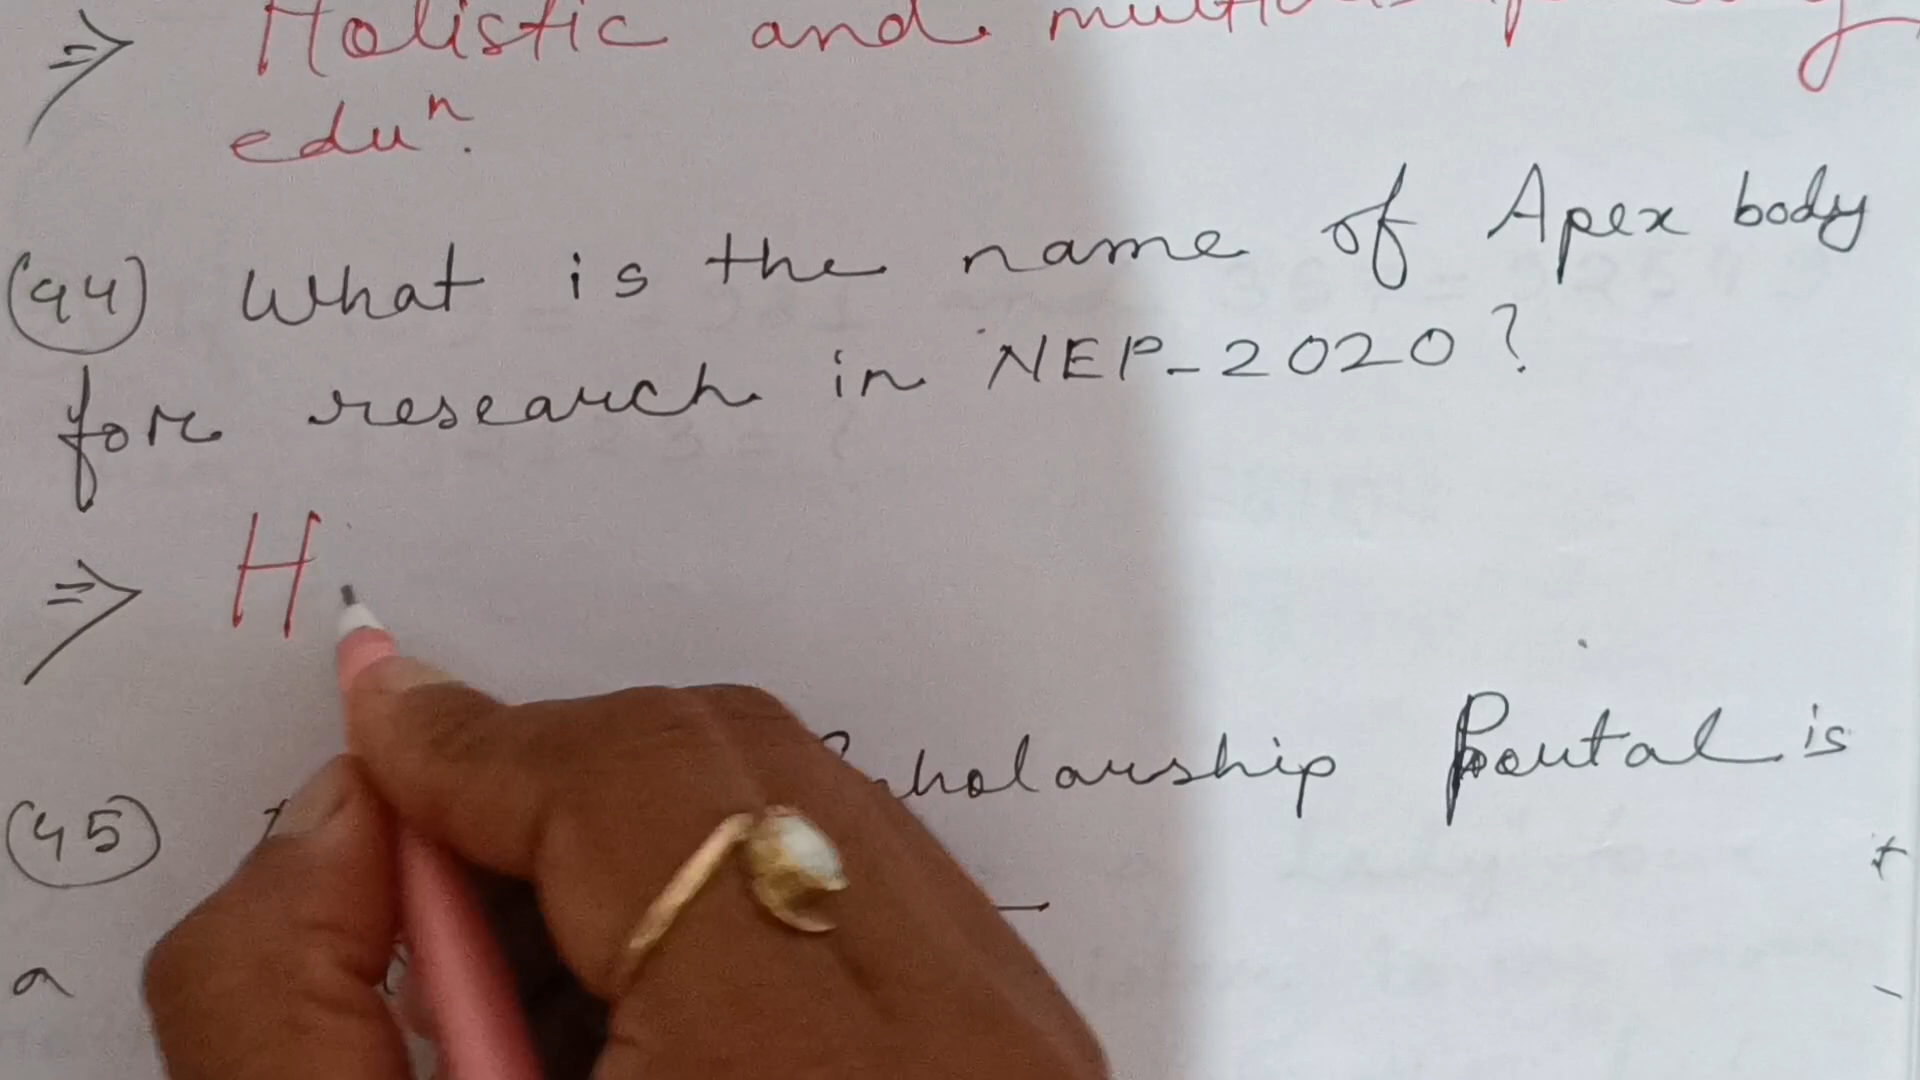 ⇒ Holistic and
eduⁿ.
(44) What is the name of Apex body
for research in NEP-2020?
⇒ H
(45) Scholarship Portal is
a